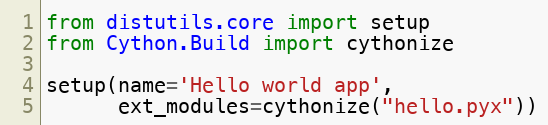 1 from distutils.core import setup
2 from Cython.Build import cythonize
3
4 setup(name='Hello world app',
5       ext_modules=cythonize("hello.pyx"))